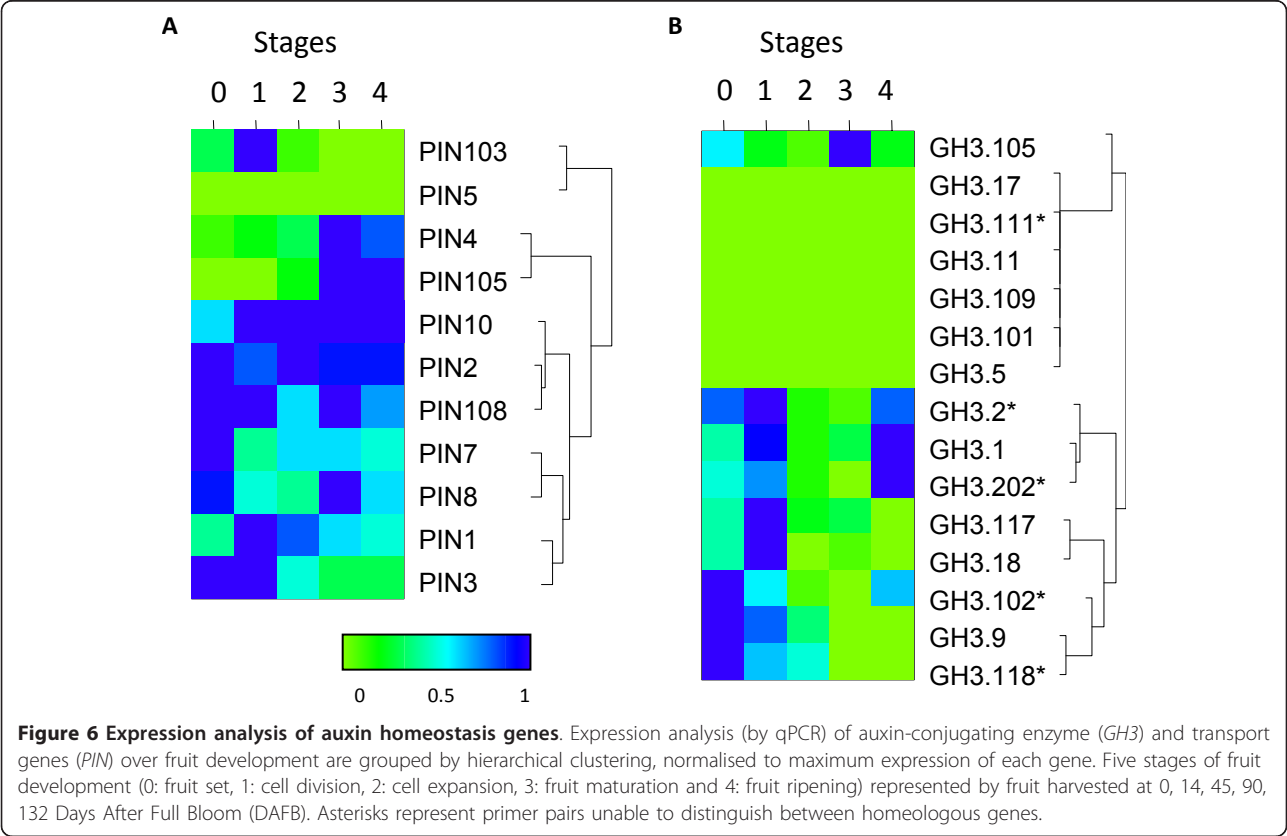 A
Stages
0 1 2 3 4
PIN103
PIN5
PIN4
PIN105
PIN10
PIN2
PIN108
PIN7
PIN8
PIN1
PIN3
0 0.5 1
B
Stages
0 1 2 3 4
GH3.105
GH3.17
GH3.111*
GH3.11
GH3.109
GH3.101
GH3.5
GH3.2*
GH3.1
GH3.202*
GH3.117
GH3.18
GH3.102*
GH3.9
GH3.118*
Figure 6 Expression analysis of auxin homeostasis genes. Expression analysis (by qPCR) of auxin-conjugating enzyme (GH3) and transport
genes (PIN) over fruit development are grouped by hierarchical clustering, normalised to maximum expression of each gene. Five stages of fruit
development (0: fruit set, 1: cell division, 2: cell expansion, 3: fruit maturation and 4: fruit ripening) represented by fruit harvested at 0, 14, 45, 90,
132 Days After Full Bloom (DAFB). Asterisks represent primer pairs unable to distinguish between homeologous genes.